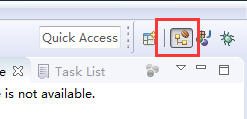 Quick Access
Task List
is not available.